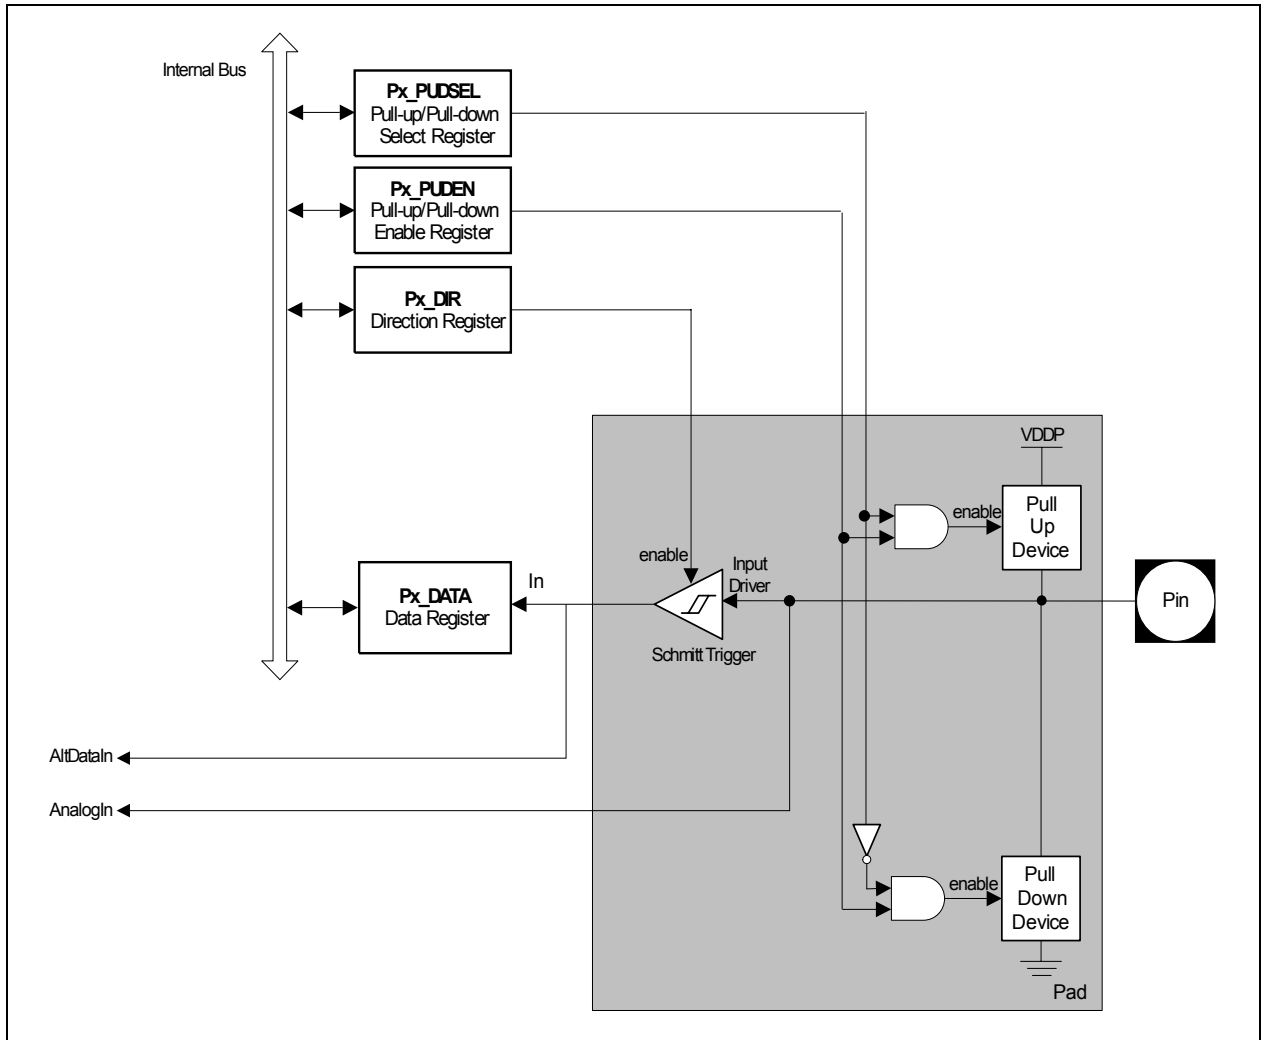 Internal Bus
Px_PUDSEL
Pull-up/Pull-down
Select Register
Px_PUDEN
Pull-up/Pull-down
Enable Register
Px_DIR
Direction Register
VDDP
Pull
Up
Device
enable
enable
Input
Driver
In
Px_DATA
Data Register
Schmitt Trigger
Pin
AltDataIn
AnalogIn
Pull
Down
Device
enable
Pad